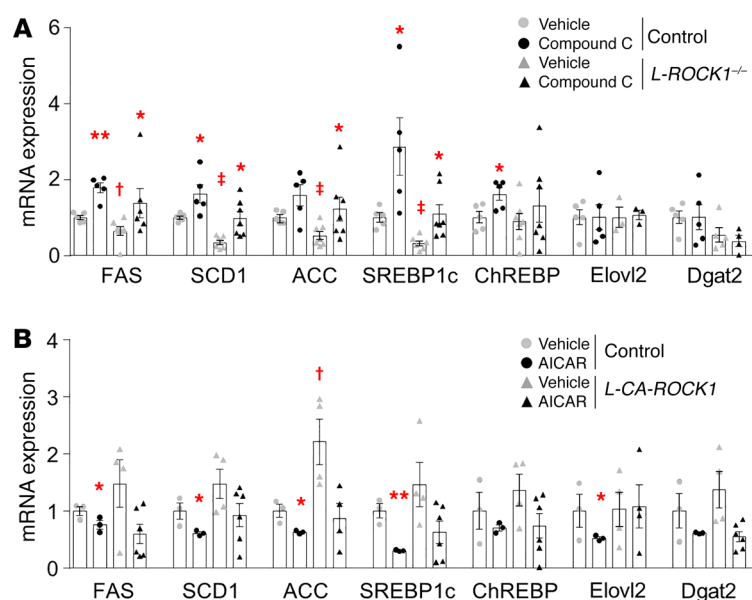 A
mRNA expression
6
4
2
0
Vehicle
Compound C
Control
Vehicle
Compound C
L-ROCK1−/−
** † * * ‡ * ‡ * * ‡ * *
FAS SCD1 ACC SREBP1c ChREBP Elovl2 Dgat2
B
mRNA expression
4
3
2
1
0
Vehicle
AICAR
Control
Vehicle
AICAR
L-CA-ROCK1
* * * † ** *
FAS SCD1 ACC SREBP1c ChREBP Elovl2 Dgat2